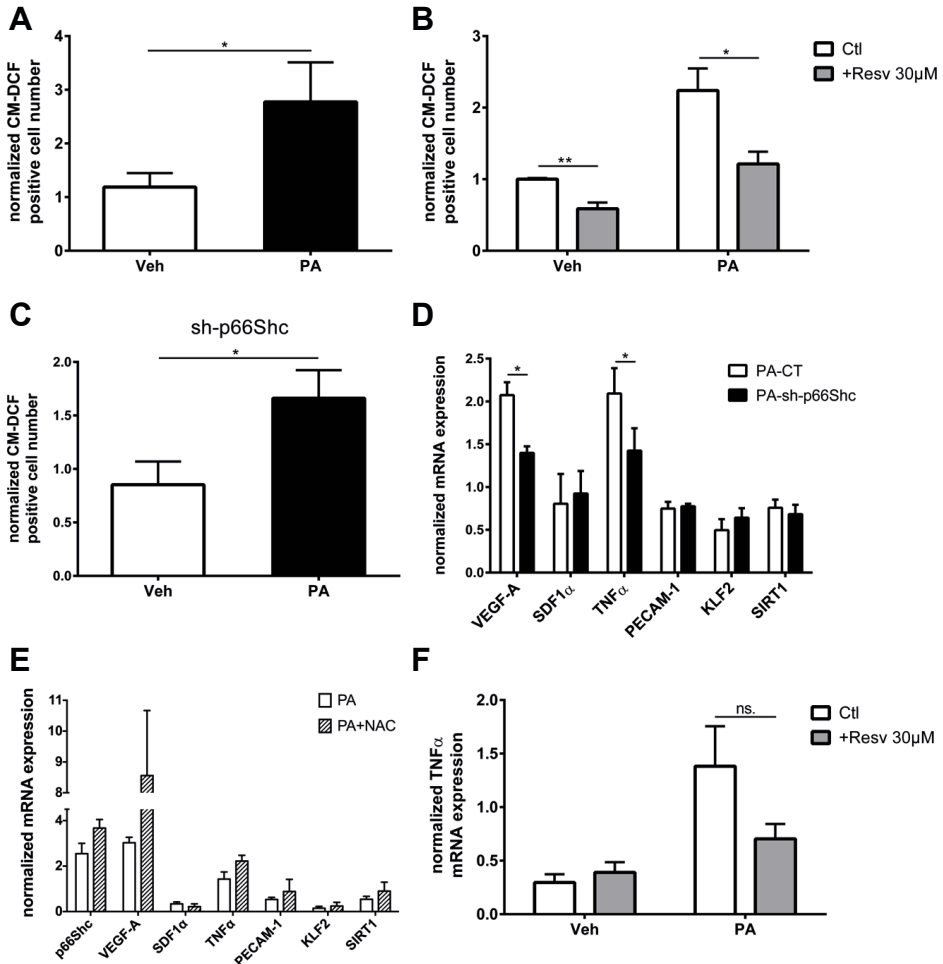 A
normalized CM-DCF
positive cell number
4
3
2
1
0
*
Veh
PA
B
normalized CM-DCF
positive cell number
3
2
1
0
**
*
Veh
PA
Ctl
+Resv 30µM
C
sh-p66Shc
normalized CM-DCF
positive cell number
2.0
1.5
1.0
0.5
0.0
*
Veh
PA
D
normalized mRNA expression
2.5
2.0
1.5
1.0
0.5
0.0
*
*
PA-CT
PA-sh-p66Shc
VEGF-A
SDF1α
TNFα
PECAM-1
KLF2
SIRT1
E
normalized mRNA expression
11
10
9
8
4
2
0
PA
PA+NAC
p66Shc
VEGF-A
SDF1α
TNFα
PECAM-1
KLF2
SIRT1
F
normalized TNFα
mRNA expression
2.0
1.5
1.0
0.5
0.0
ns.
Veh
PA
Ctl
+Resv 30µM